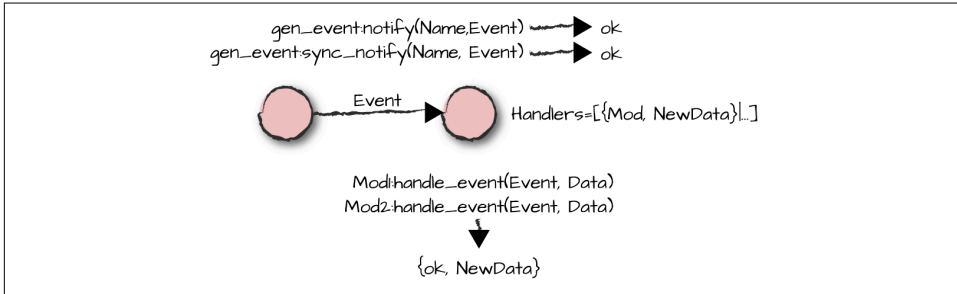 gen_event:notify(Name,Event) ok
gen_event:sync_notify(Name, Event) ok
Event
Handlers=[{Mod, NewData}|...]
Mod1:handle_event(Event, Data)
Mod2:handle_event(Event, Data)
{ok, NewData}